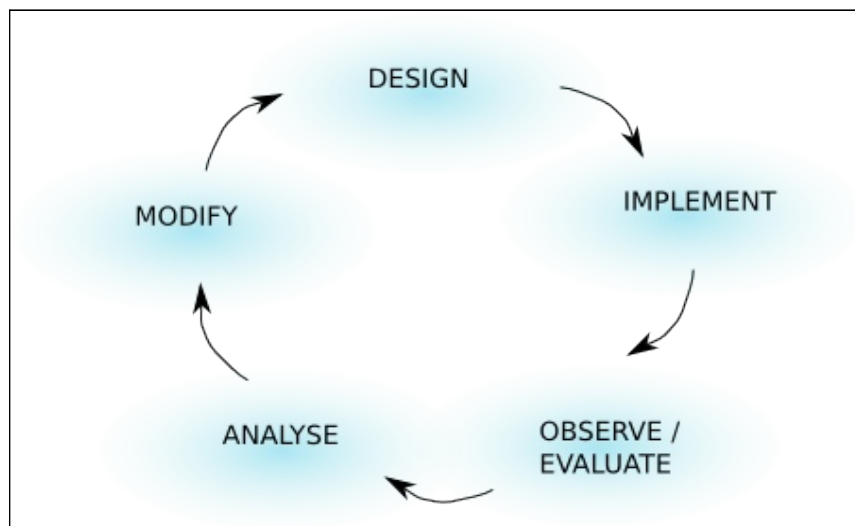 DESIGN
IMPLEMENT
OBSERVE /
EVALUATE
ANALYSE
MODIFY